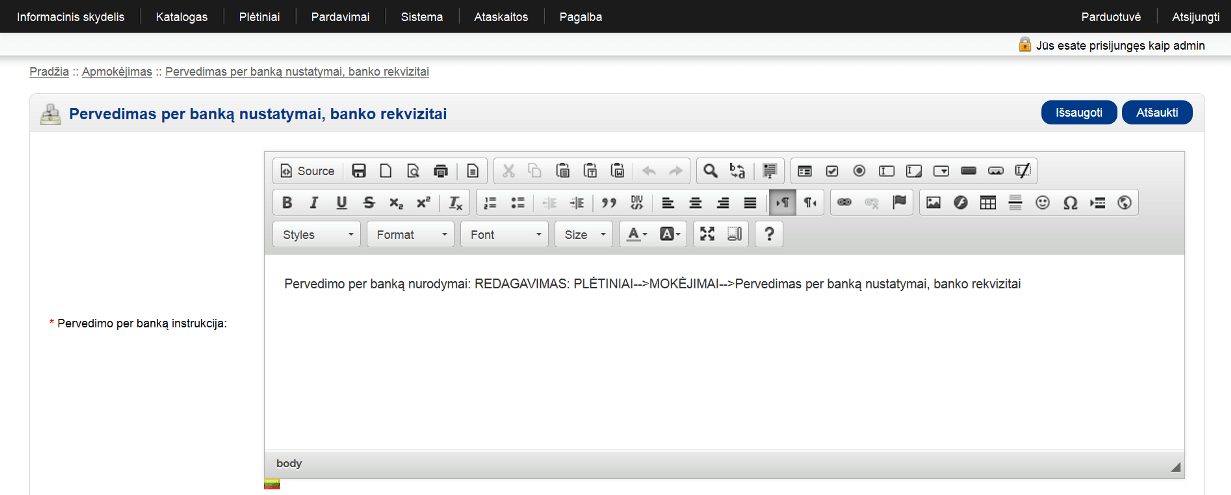 Informacinis skydelis Katalogas Plėtiniai Pardavimai Sistema Ataskaitos Pagalba Parduotuvė Atsijungti
Jūs esate prisijungęs kaip admin
Pradžia :: Apmokėjimas :: Pervedimas per banką nustatymai, banko rekvizitai
Pervedimas per banką nustatymai, banko rekvizitai Išsaugoti Atšaukti
Source
Styles Format Font Size
Pervedimo per banką nurodymai: REDAGAVIMAS: PLĖTINIAI-->MOKĖJIMAI-->Pervedimas per banką nustatymai, banko rekvizitai
* Pervedimo per banką instrukcija:
body